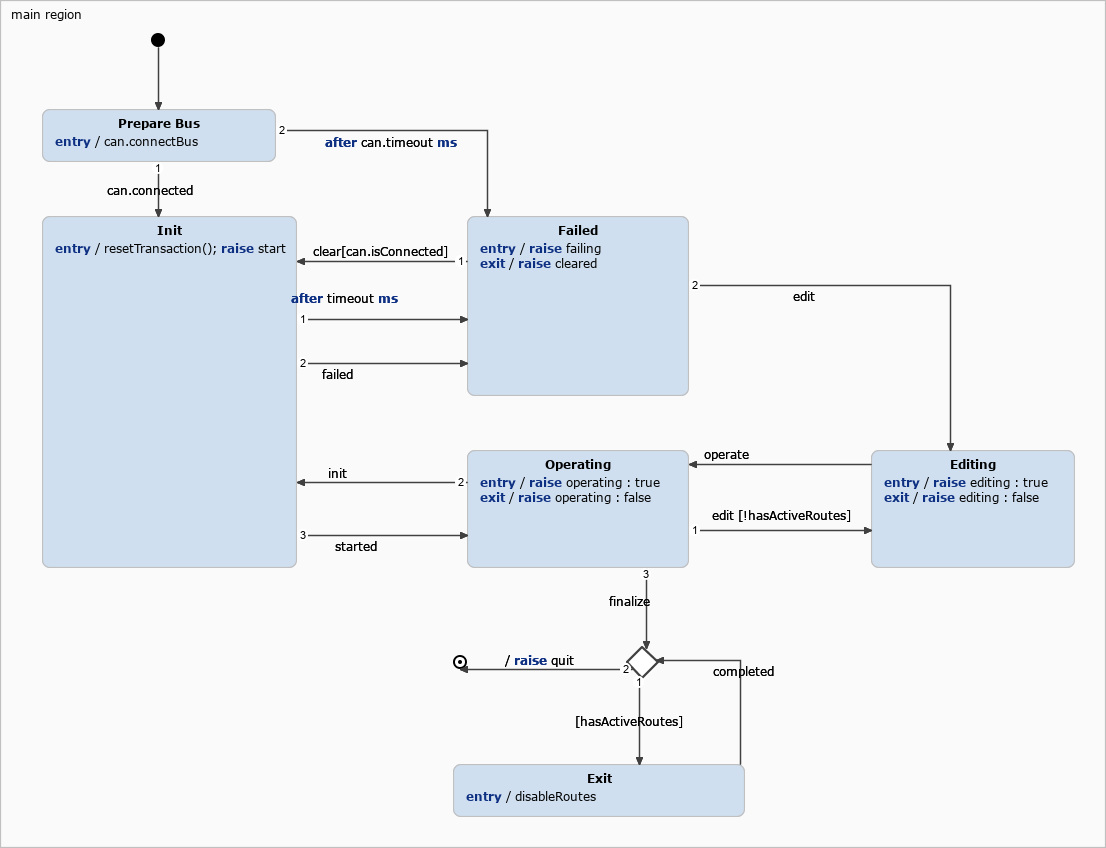 main region
Prepare Bus
entry / can.connectBus
2
after can.timeout ms
1
can.connected
Init
entry / resetTransaction(); raise start
Failed
entry / raise failing
exit / raise cleared
clear[can.isConnected]
1
2
edit
after timeout ms
1
2
failed
Operating
entry / raise operating : true
exit / raise operating : false
operate
Editing
entry / raise editing : true
exit / raise editing : false
init
2
edit [!hasActiveRoutes]
1
3
started
3
finalize
/ raise quit
2
completed
1
[hasActiveRoutes]
Exit
entry / disableRoutes